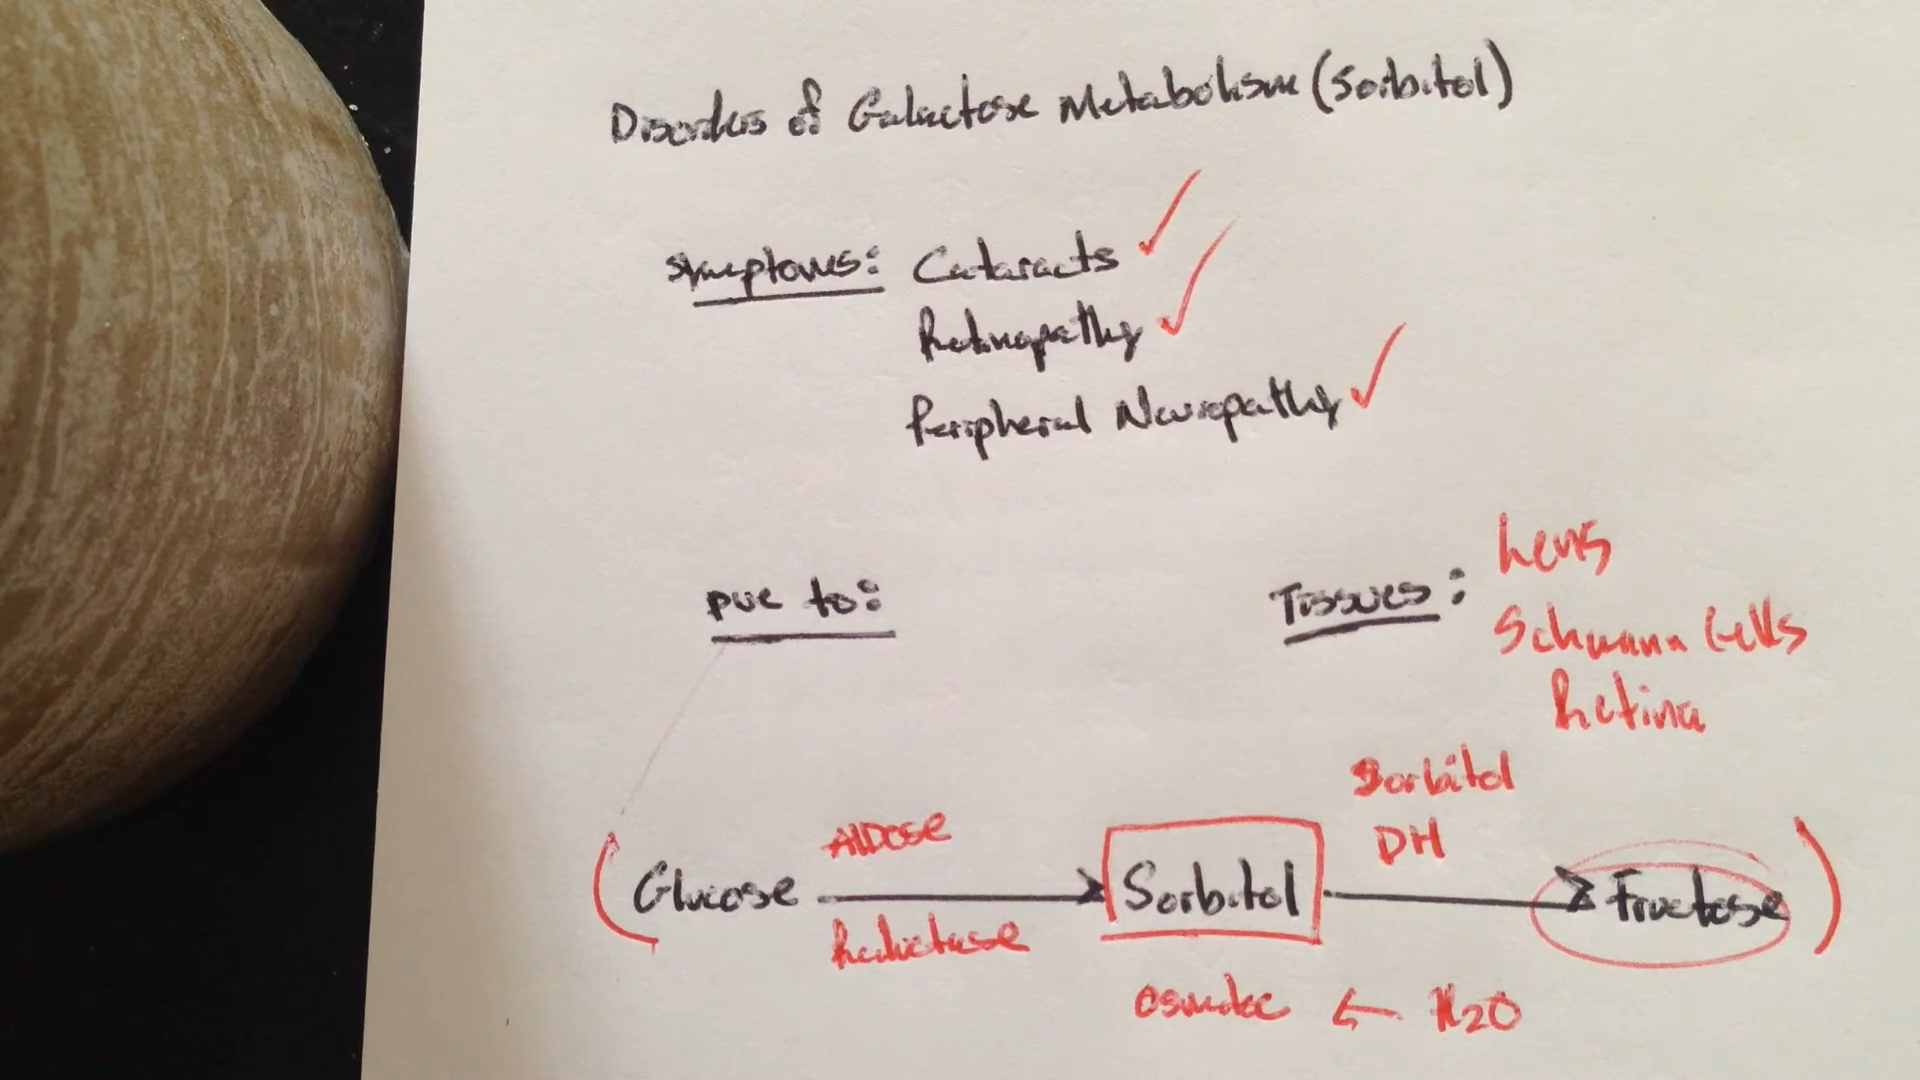 Disorders of Galactose Metabolism (Sorbitol)
Symptoms: Cataracts
Retinopathy
Peripheral Neuropathy
Due to:
Tissues: Lens
Schwann Cells
Retina
Glucose Aldose Reductase Sorbitol Sorbitol DH Fructose
Osmotic ← H2O